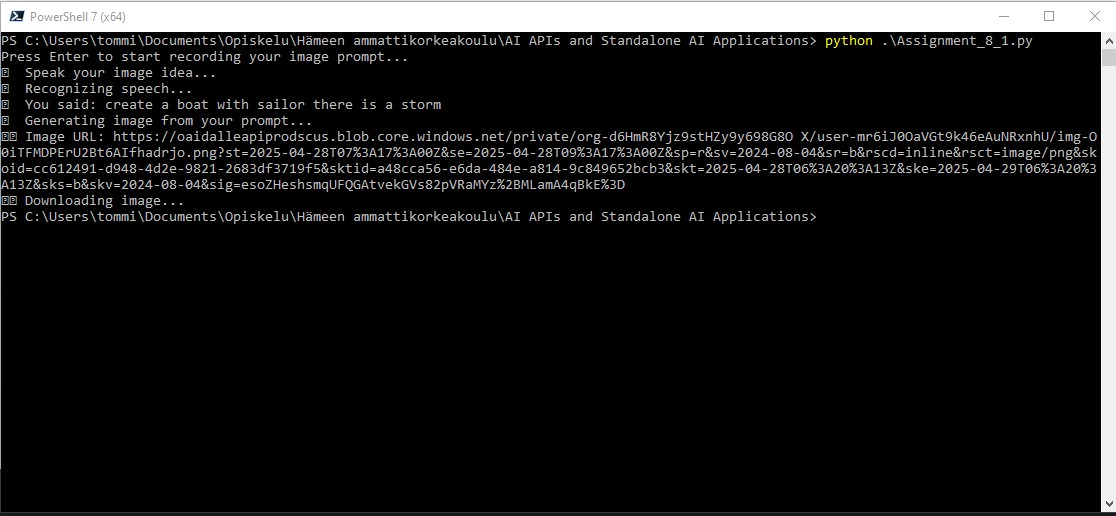 PowerShell 7 (x64)
PS C:\Users\tommi\Documents\Opiskelu\Hämeen ammattikorkeakoulu\AI APIs and Standalone AI Applications> python .\Assignment_8_1.py
Press Enter to start recording your image prompt...
Speak your image idea...
Recognizing speech...
You said: create a boat with sailor there is a storm
Generating image from your prompt...
Image URL: https://oaidalleapiprodscus.blob.core.windows.net/private/org-d6HmR8Yjz9stHZy9y698G8O X/user-mr6iJ0OaVGt9k46eAuNRxnhU/img-O
0iTFMDPErU2Bt6AIfhadrjo.png?st=2025-04-28T07%3A17%3A00Z&se=2025-04-28T09%3A17%3A00Z&sp=r&sv=2024-08-04&sr=b&rscd=inline&rsct=image/png&sk
oid=cc612491-d948-4d2e-9821-2683df3719f5&sktid=a48cca56-e6da-484e-a814-9c849652bcb3&skt=2025-04-28T06%3A20%3A13Z&ske=2025-04-29T06%3A20%3
A13Z&sks=b&skv=2024-08-04&sig=esoZHeshsmqUFQGAtvekGVs82pVRaMYz%2BMLamA4qBkE%3D
Downloading image...
PS C:\Users\tommi\Documents\Opiskelu\Hämeen ammattikorkeakoulu\AI APIs and Standalone AI Applications>